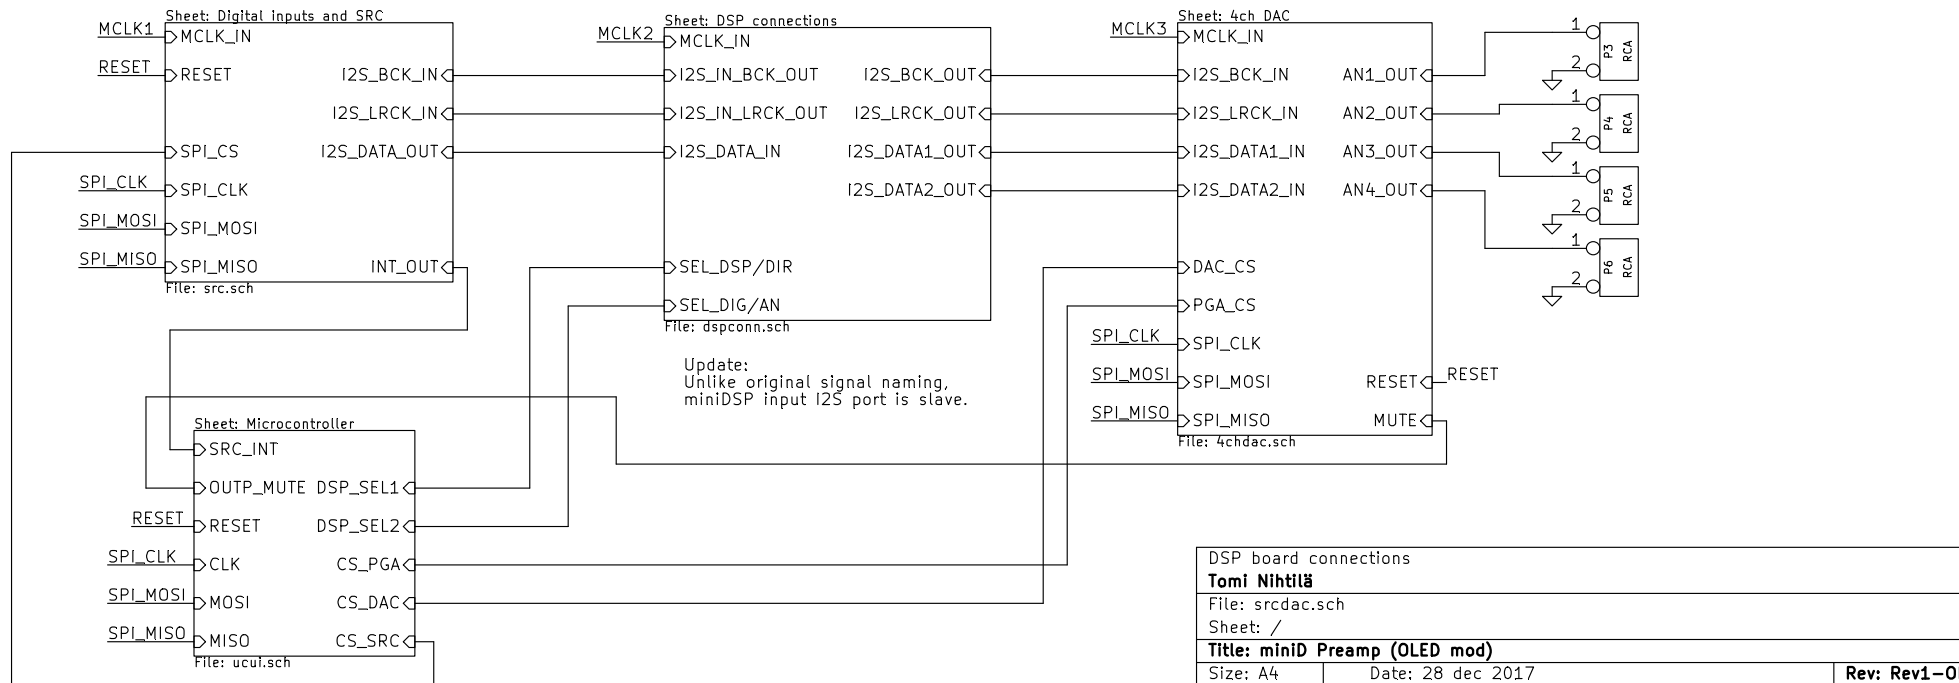 Sheet: Digital inputs and SRC
MCLK1
MCLK_IN
RESET
RESET
I2S_BCK_IN
I2S_LRCK_IN
SPI_CS
I2S_DATA_OUT
SPI_CLK
SPI_CLK
SPI_MOSI
SPI_MOSI
SPI_MISO
SPI_MISO
INT_OUT
File: src.sch
Sheet: DSP connections
MCLK2
MCLK_IN
I2S_IN_BCK_OUT
I2S_BCK_OUT
I2S_IN_LRCK_OUT
I2S_LRCK_OUT
I2S_DATA_IN
I2S_DATA1_OUT
I2S_DATA2_OUT
SEL_DSP/DIR
SEL_DIG/AN
File: dspconn.sch
Update:
Unlike original signal naming,
miniDSP input I2S port is slave.
Sheet: 4ch DAC
MCLK3
MCLK_IN
I2S_BCK_IN
AN1_OUT
I2S_LRCK_IN
AN2_OUT
I2S_DATA1_IN
AN3_OUT
I2S_DATA2_IN
AN4_OUT
DAC_CS
PGA_CS
SPI_CLK
SPI_CLK
SPI_MOSI
SPI_MOSI
RESET
RESET
SPI_MISO
SPI_MISO
MUTE
File: 4chdac.sch
1
2
P3
RCA
1
2
P4
RCA
1
2
P5
RCA
1
2
P6
RCA
Sheet: Microcontroller
SRC_INT
OUTP_MUTE
DSP_SEL1
RESET
RESET
DSP_SEL2
SPI_CLK
CLK
CS_PGA
SPI_MOSI
MOSI
CS_DAC
SPI_MISO
MISO
CS_SRC
File: ucui.sch
DSP board connections
Tomi Nihtilä
File: srcdac.sch
Sheet: /
Title: miniD Preamp (OLED mod)
Size: A4
Date: 28 dec 2017
Rev: Rev1-O